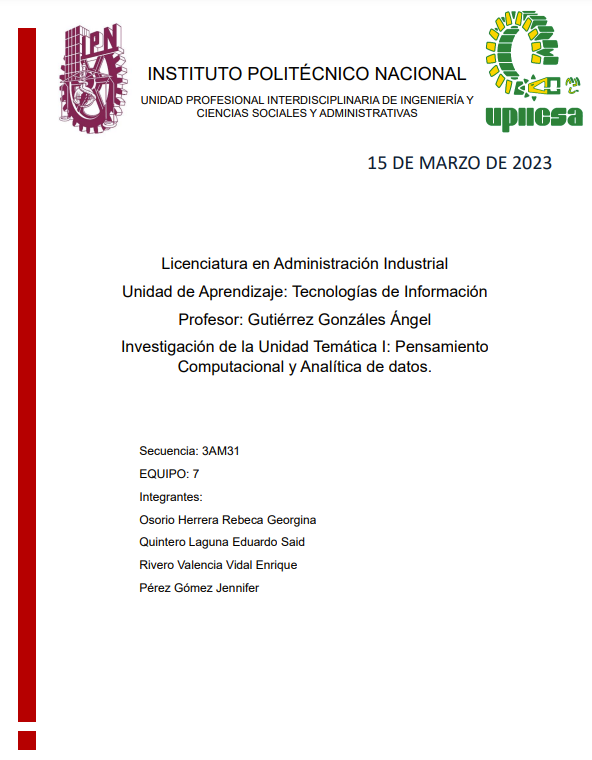 IPN
INSTITUTO POLITÉCNICO NACIONAL
UNIDAD PROFESIONAL INTERDISCIPLINARIA DE INGENIERÍA Y
CIENCIAS SOCIALES Y ADMINISTRATIVAS
upiicsa
15 DE MARZO DE 2023
Licenciatura en Administración Industrial
Unidad de Aprendizaje: Tecnologías de Información
Profesor: Gutiérrez Gonzáles Ángel
Investigación de la Unidad Temática I: Pensamiento
Computacional y Analítica de datos.
Secuencia: 3AM31
EQUIPO: 7
Integrantes:
Osorio Herrera Rebeca Georgina
Quintero Laguna Eduardo Said
Rivero Valencia Vidal Enrique
Pérez Gómez Jennifer